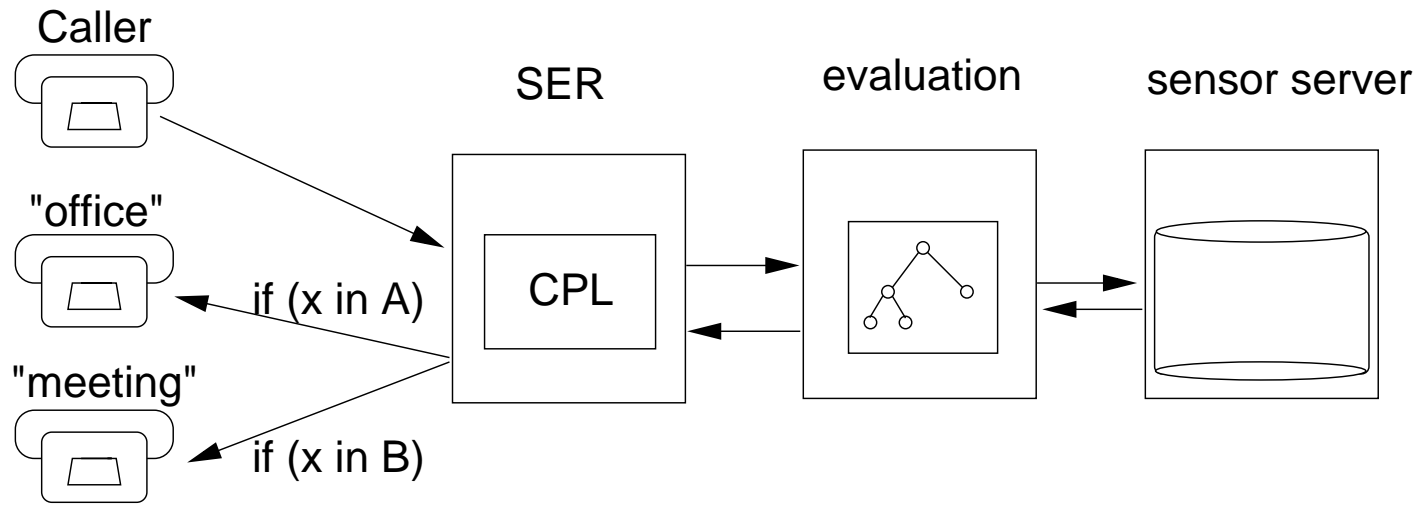 Caller
SER
evaluation
sensor server
"office"
if (x in A)
CPL
"meeting"
if (x in B)